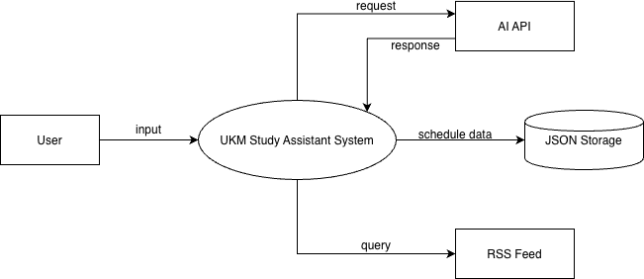 request
AI API
response
User
input
UKM Study Assistant System
schedule data
JSON Storage
query
RSS Feed